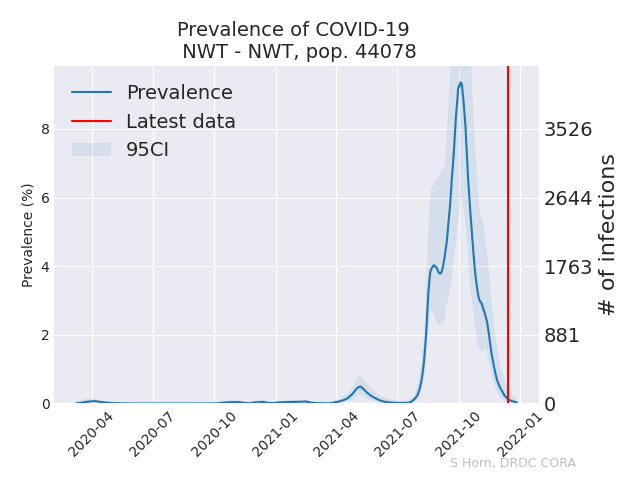 Prevalence of COVID-19
NWT - NWT, pop. 44078
Prevalence
Latest data
95CI
Prevalence (%)
8
6
4
2
0
3526
2644
1763
881
0
# of infections
2020-04
2020-07
2020-10
2021-01
2021-04
2021-07
2021-10
2022-01
S Horn, DRDC CORA